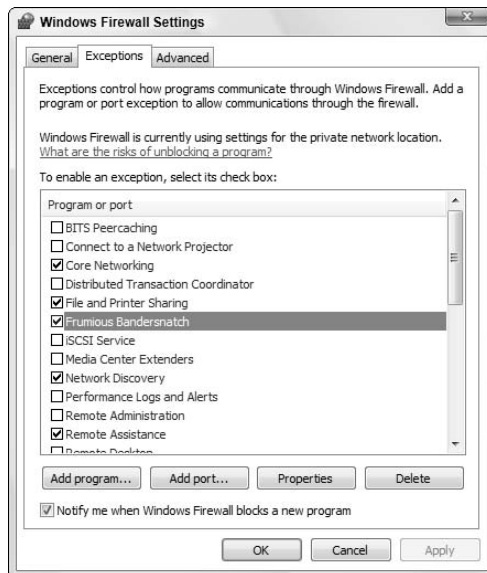 Windows Firewall Settings
General
Exceptions
Advanced
Exceptions control how programs communicate through Windows Firewall. Add a
program or port exception to allow communications through the firewall.
Windows Firewall is currently using settings for the private network location.
What are the risks of unblocking a program?
To enable an exception, select its check box:
Program or port
BITS Peercaching
Connect to a Network Projector
Core Networking
Distributed Transaction Coordinator
File and Printer Sharing
Frumious Bandersnatch
iSCSI Service
Media Center Extenders
Network Discovery
Performance Logs and Alerts
Remote Administration
Remote Assistance
Remote Desktop
Add program...
Add port...
Properties
Delete
Notify me when Windows Firewall blocks a new program
OK
Cancel
Apply